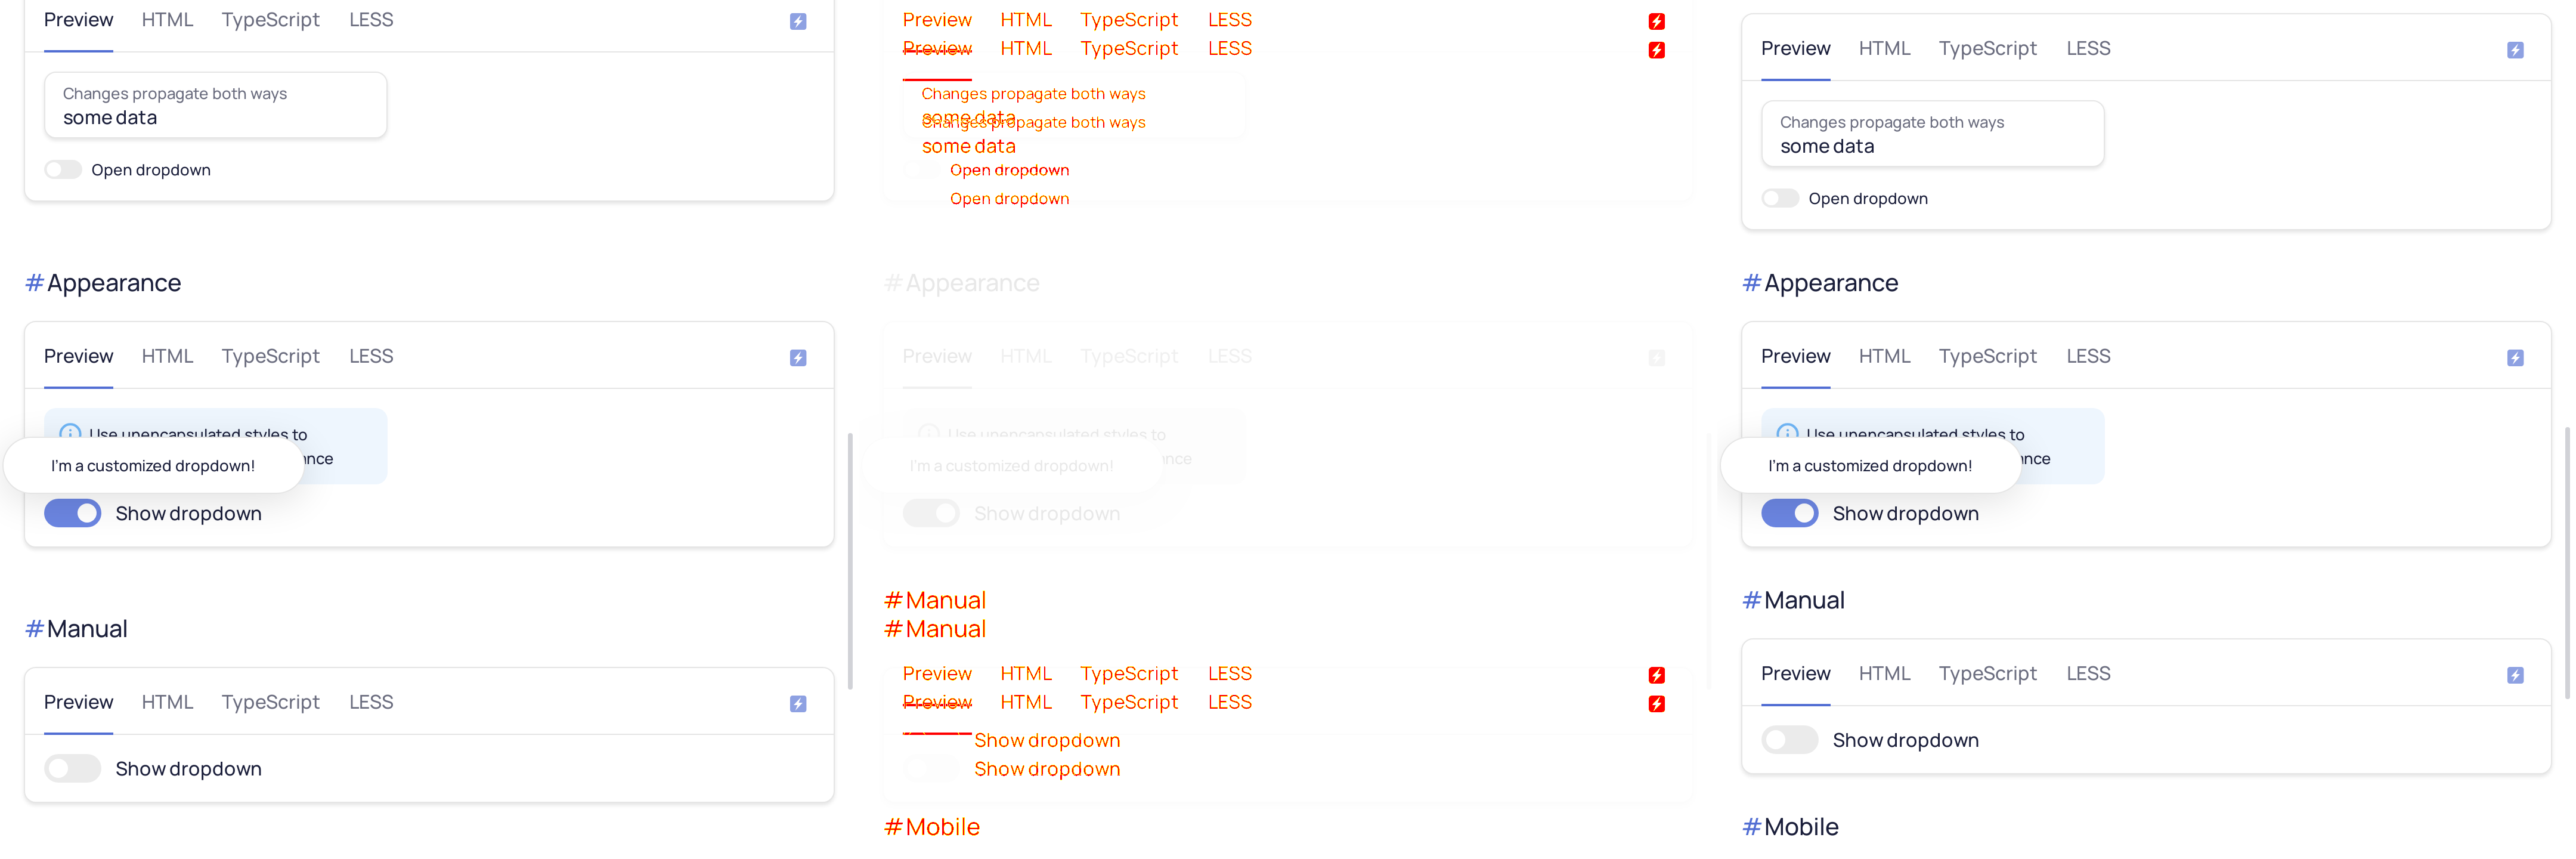 Preview HTML TypeScript LESS
Changes propagate both ways
some data
Open dropdown
#Appearance
Preview HTML TypeScript LESS
Use unencapsulated styles to
nce
I'm a customized dropdown!
Show dropdown
#Manual
Preview HTML TypeScript LESS
Show dropdown
Preview HTML TypeScript LESS
Preview HTML TypeScript LESS
Changes propagate both ways
some data
Changes propagate both ways
some data
Open dropdown
Open dropdown
#Appearance
Preview HTML TypeScript LESS
Use unencapsulated styles to
nce
I'm a customized dropdown!
Show dropdown
#Manual
#Manual
Preview HTML TypeScript LESS
Preview HTML TypeScript LESS
Show dropdown
Show dropdown
#Mobile
Preview HTML TypeScript LESS
Changes propagate both ways
some data
Open dropdown
#Appearance
Preview HTML TypeScript LESS
Use unencapsulated styles to
nce
I'm a customized dropdown!
Show dropdown
#Manual
Preview HTML TypeScript LESS
Show dropdown
#Mobile